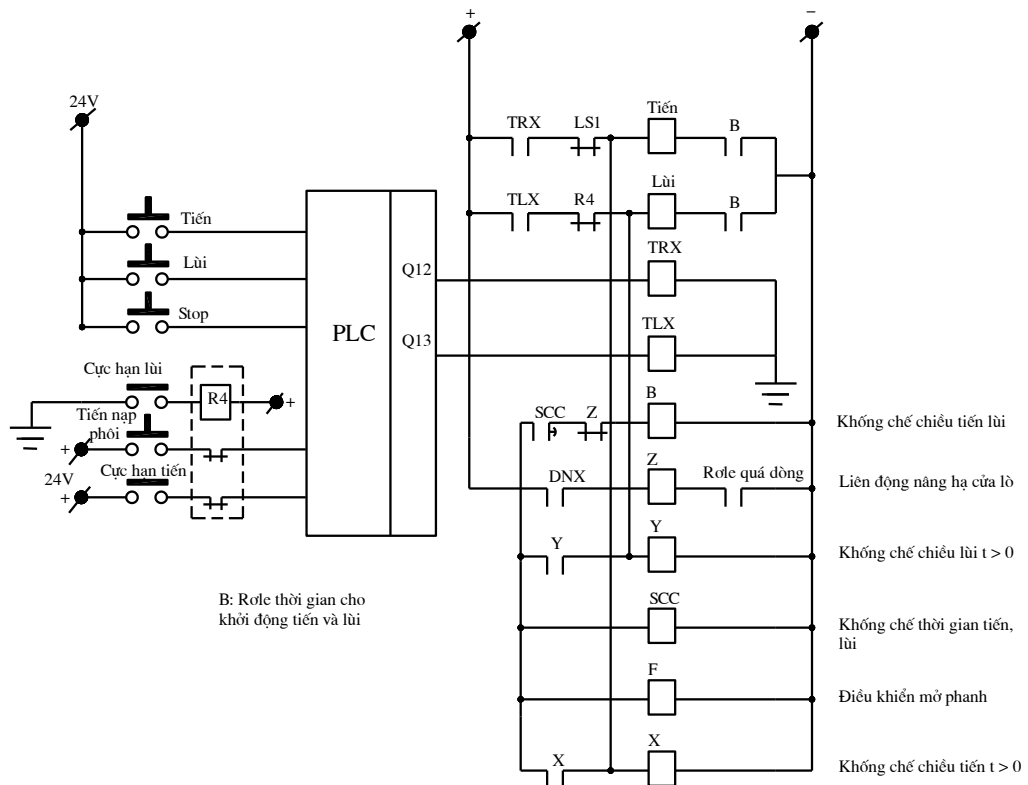 +
−
24V
Tiến
TRX
LS1
B
Lùi
TLX
R4
B
Tiến
Lùi
Stop
PLC
Q12
Q13
TRX
TLX
Cực hạn lùi
R4
+
Tiến nạp
phôi
+
Cực hạn tiến
24V
+
B
SCC
Z
Khống chế chiều tiến lùi
DNX
Z
Rơle quá dòng
Liên động nâng hạ cửa lò
Y
Y
Khống chế chiều lùi t > 0
B: Rơle thời gian cho
khởi động tiến và lùi
SCC
Khống chế thời gian tiến,
lùi
F
Điều khiển mở phanh
X
X
Khống chế chiều tiến t > 0